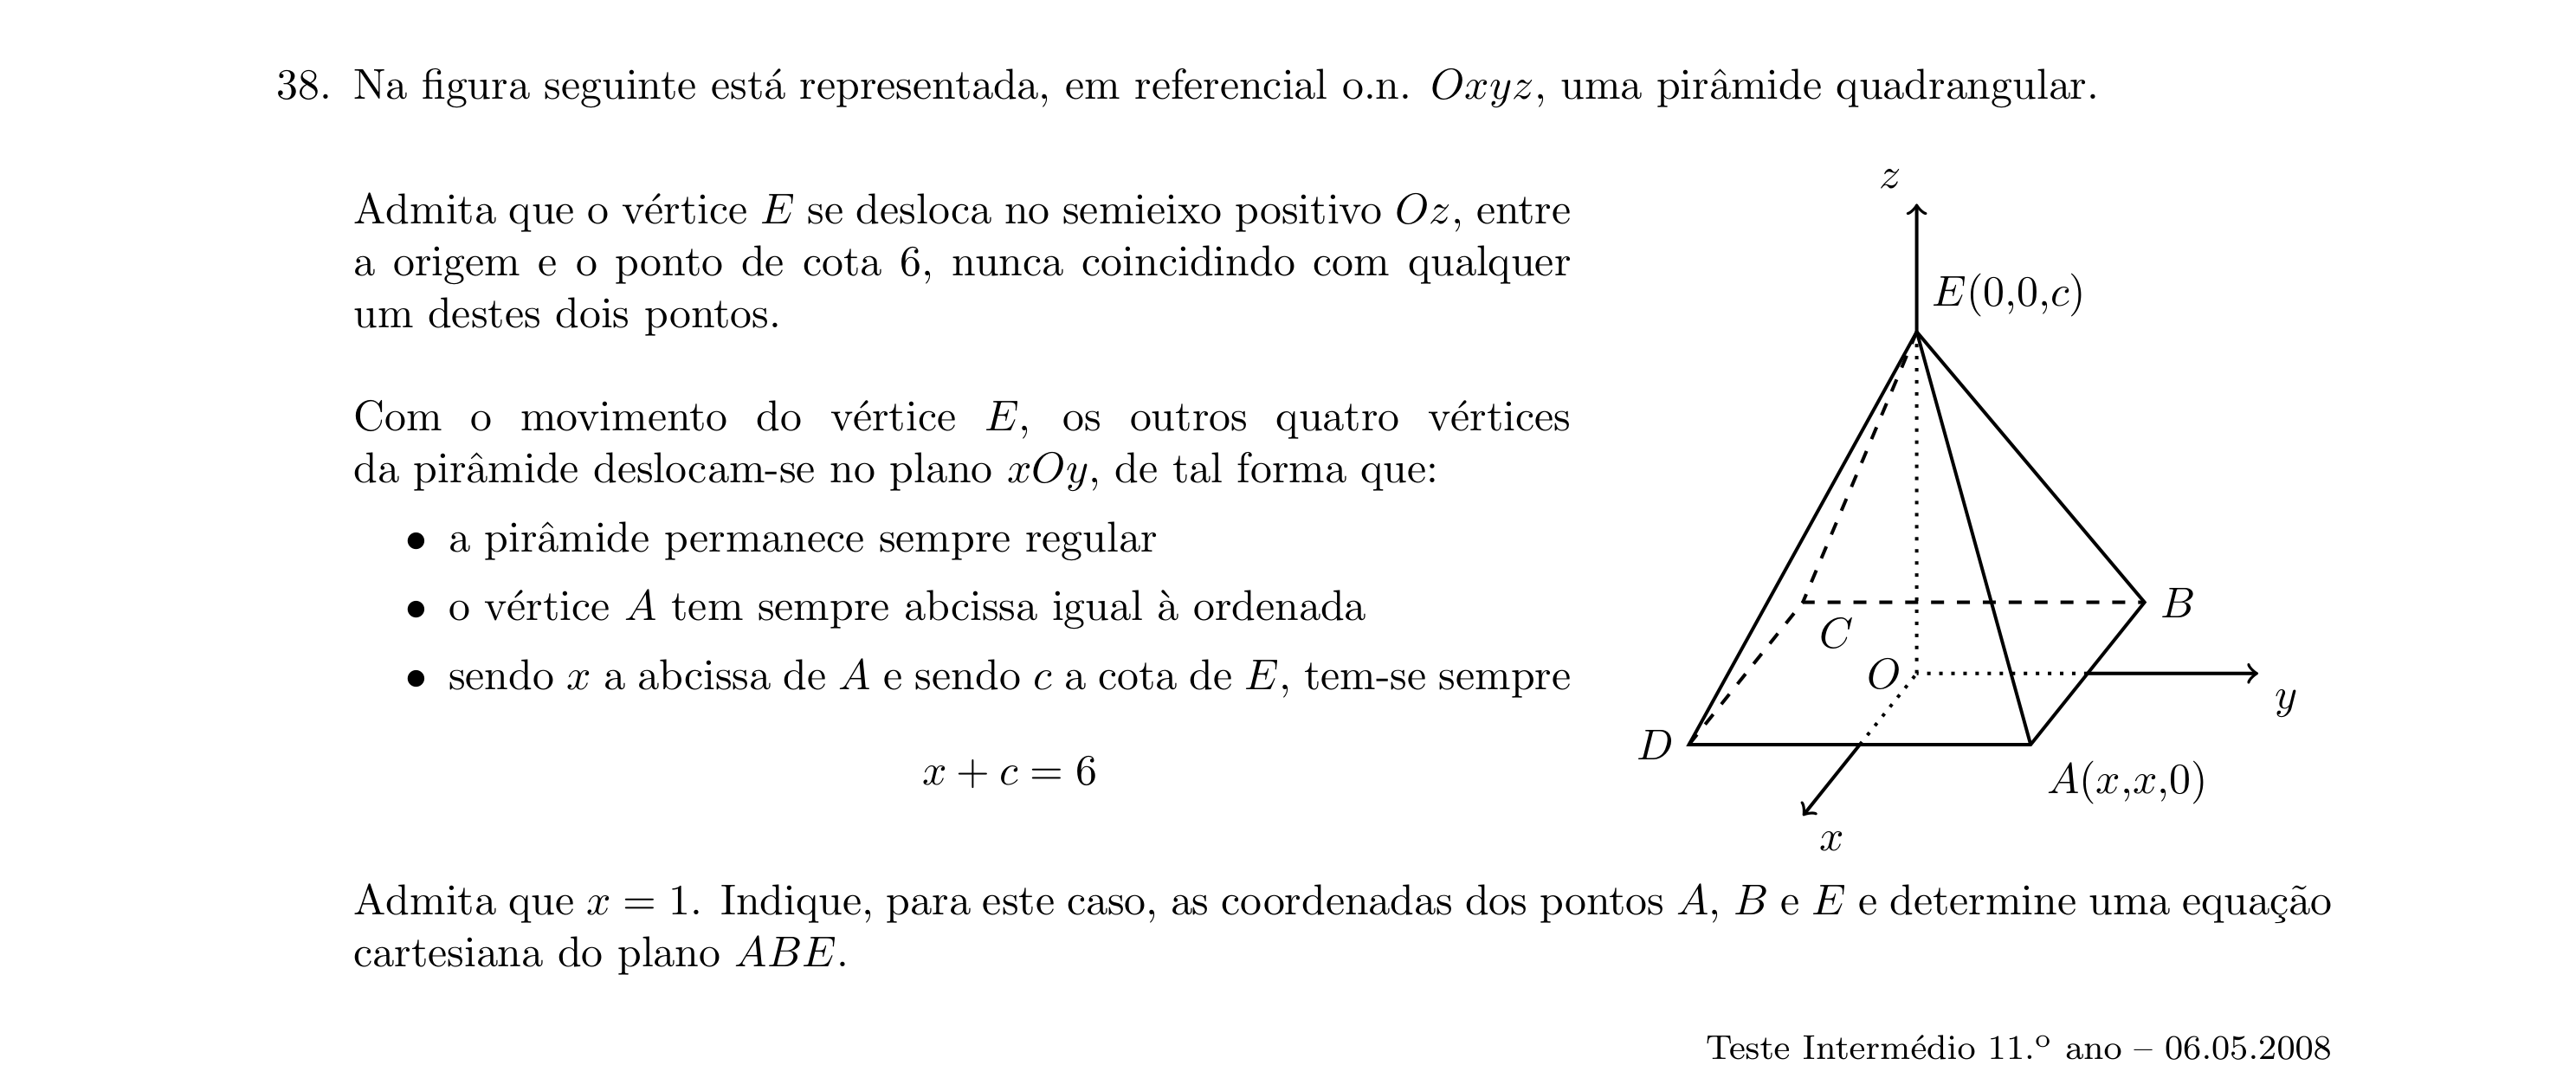 38. Na figura seguinte está representada, em referencial o.n. Oxyz, uma pirâmide quadrangular.
Admita que o vértice E se desloca no semieixo positivo Oz, entre
a origem e o ponto de cota 6, nunca coincidindo com qualquer
um destes dois pontos.
Com o movimento do vértice E, os outros quatro vértices
da pirâmide deslocam-se no plano xOy, de tal forma que:
• a pirâmide permanece sempre regular
• o vértice A tem sempre abcissa igual à ordenada
• sendo x a abcissa de A e sendo c a cota de E, tem-se sempre
x + c = 6
z
E(0,0,c)
B
C
O
y
D
A(x,x,0)
x
Admita que x = 1. Indique, para este caso, as coordenadas dos pontos A, B e E e determine uma equação
cartesiana do plano ABE.
Teste Intermédio 11.º ano – 06.05.2008